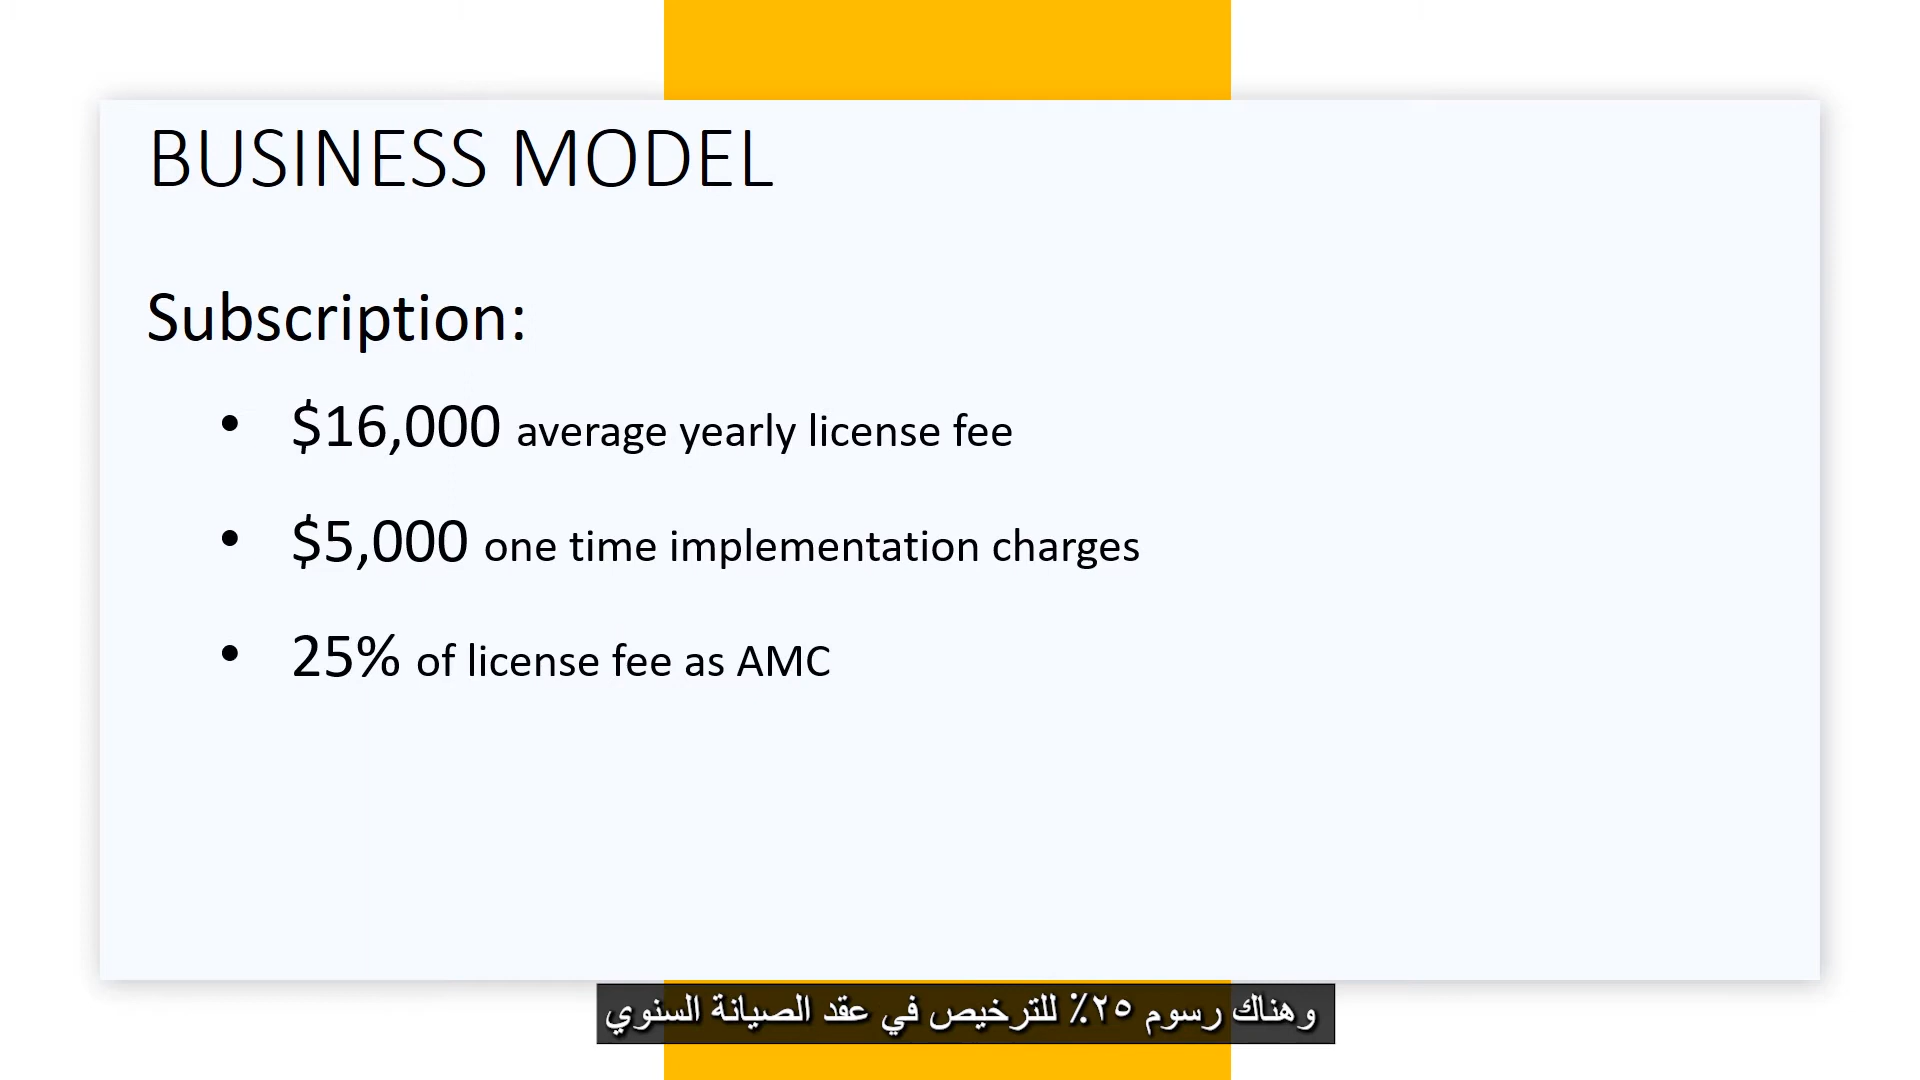 BUSINESS MODEL
Subscription:
• $16,000 average yearly license fee
• $5,000 one time implementation charges
• 25% of license fee as AMC
وهناك رسوم ٢٥٪ للترخيص في عقد الصيانة السنوي